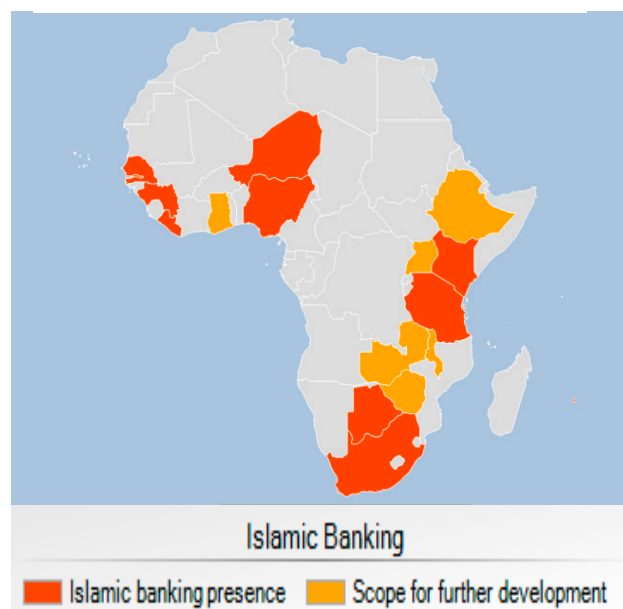 Islamic Banking
Islamic banking presence
Scope for further development